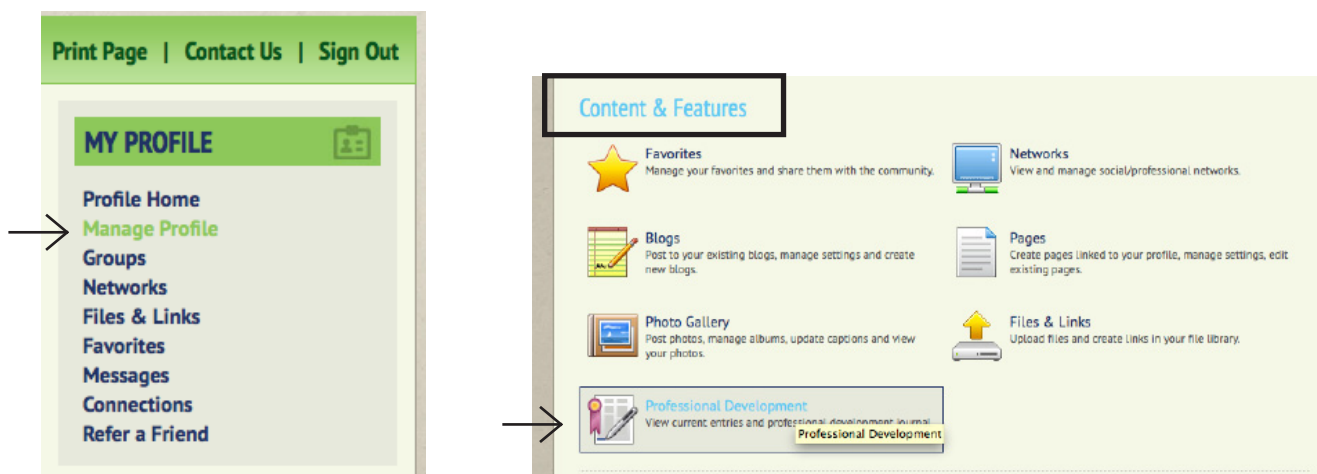 Print Page | Contact Us | Sign Out
MY PROFILE
Profile Home
Manage Profile
Groups
Networks
Files & Links
Favorites
Messages
Connections
Refer a Friend
Content & Features
Favorites
Manage your favorites and share them with the community.
Networks
View and manage social/professional networks.
Blogs
Post to your existing blogs, manage settings and create
new blogs.
Pages
Create pages linked to your profile, manage settings, edit
existing pages.
Photo Gallery
Post photos, manage albums, update captions and view
your photos.
Files & Links
Upload files and create links in your file library.
Professional Development
View current entries and professional development journal.
Professional Development